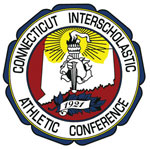 CONNECTICUT INTERSCHOLASTIC
ATHLETIC CONFERENCE
1921